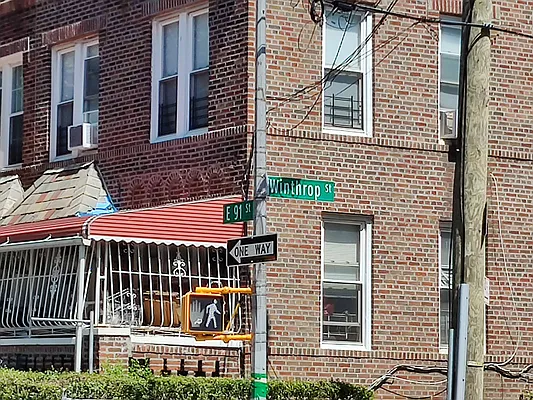 Winthrop ST
E 91 ST
ONE WAY